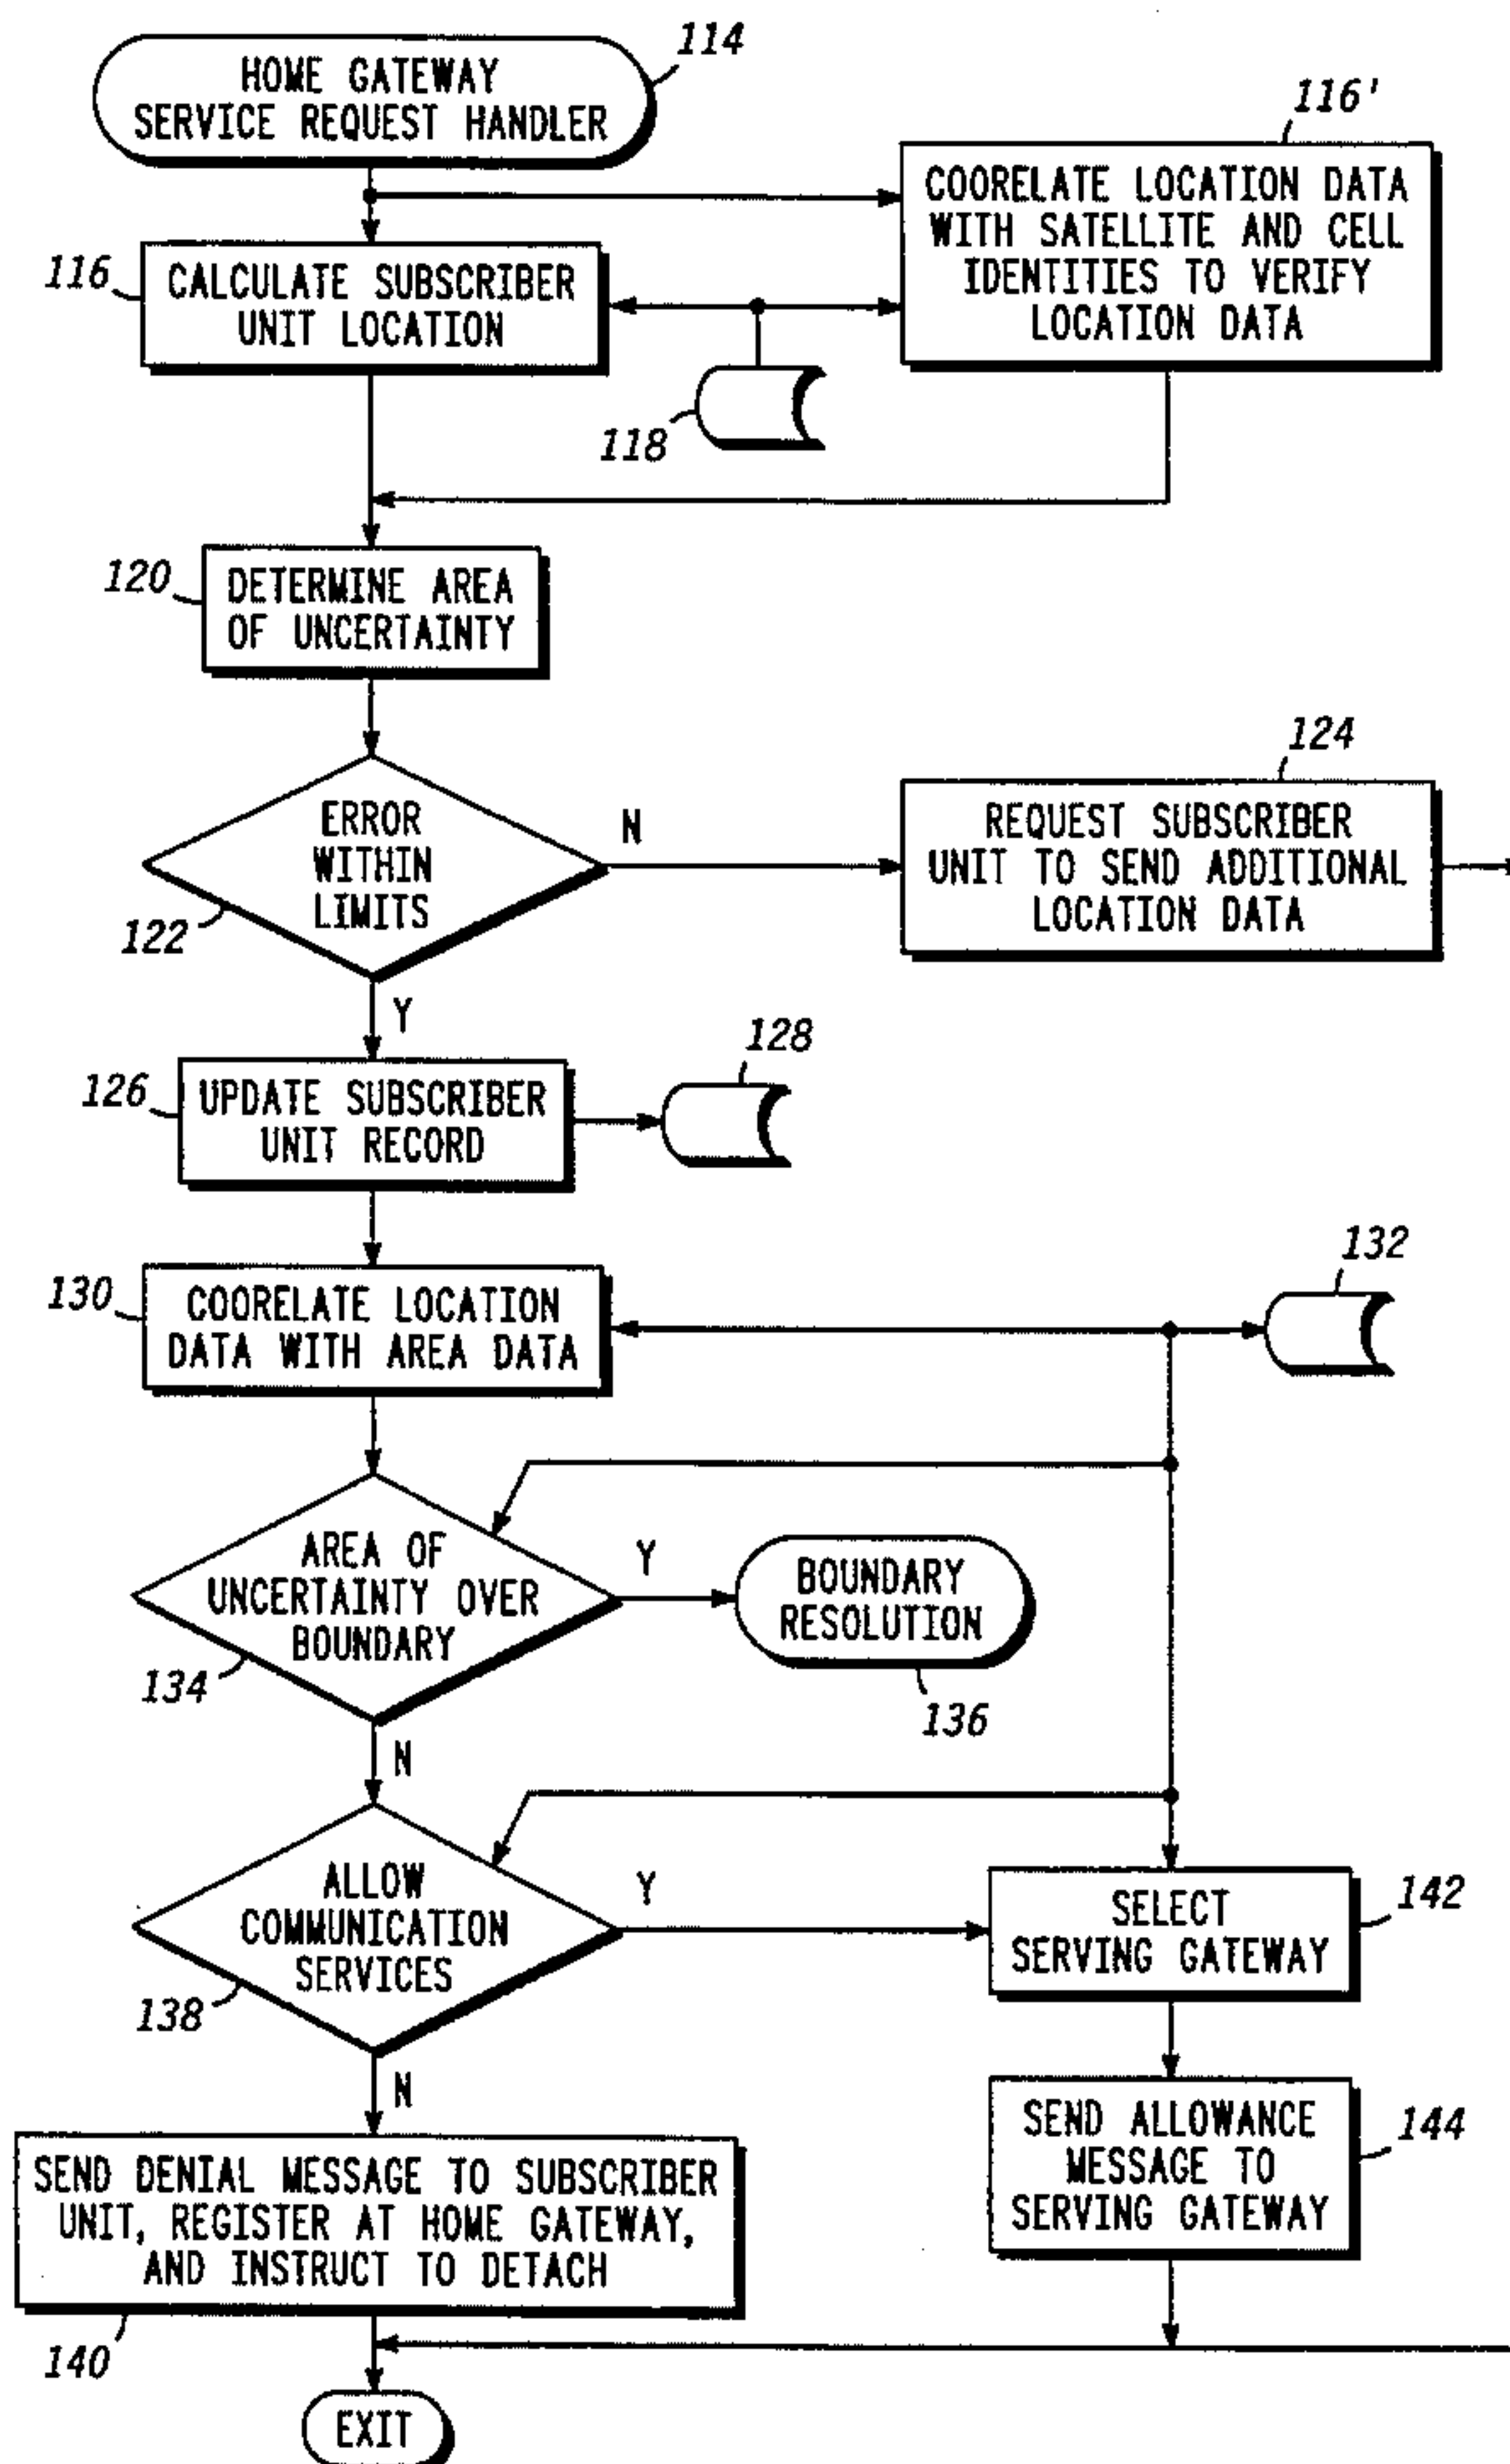 114
HOME GATEWAY
SERVICE REQUEST HANDLER
116'
COORELATE LOCATION DATA
WITH SATELLITE AND CELL
IDENTITIES TO VERIFY
LOCATION DATA
116
CALCULATE SUBSCRIBER
UNIT LOCATION
118
120
DETERMINE AREA
OF UNCERTAINTY
ERROR
WITHIN
LIMITS
122
N
124
REQUEST SUBSCRIBER
UNIT TO SEND ADDITIONAL
LOCATION DATA
Y
126
UPDATE SUBSCRIBER
UNIT RECORD
128
130
COORELATE LOCATION
DATA WITH AREA DATA
132
AREA OF
UNCERTAINTY OVER
BOUNDARY
134
Y
BOUNDARY
RESOLUTION
136
N
ALLOW
COMMUNICATION
SERVICES
138
Y
SELECT
SERVING GATEWAY
142
N
SEND ALLOWANCE
MESSAGE TO
SERVING GATEWAY
144
SEND DENIAL MESSAGE TO SUBSCRIBER
UNIT, REGISTER AT HOME GATEWAY,
AND INSTRUCT TO DETACH
140
EXIT